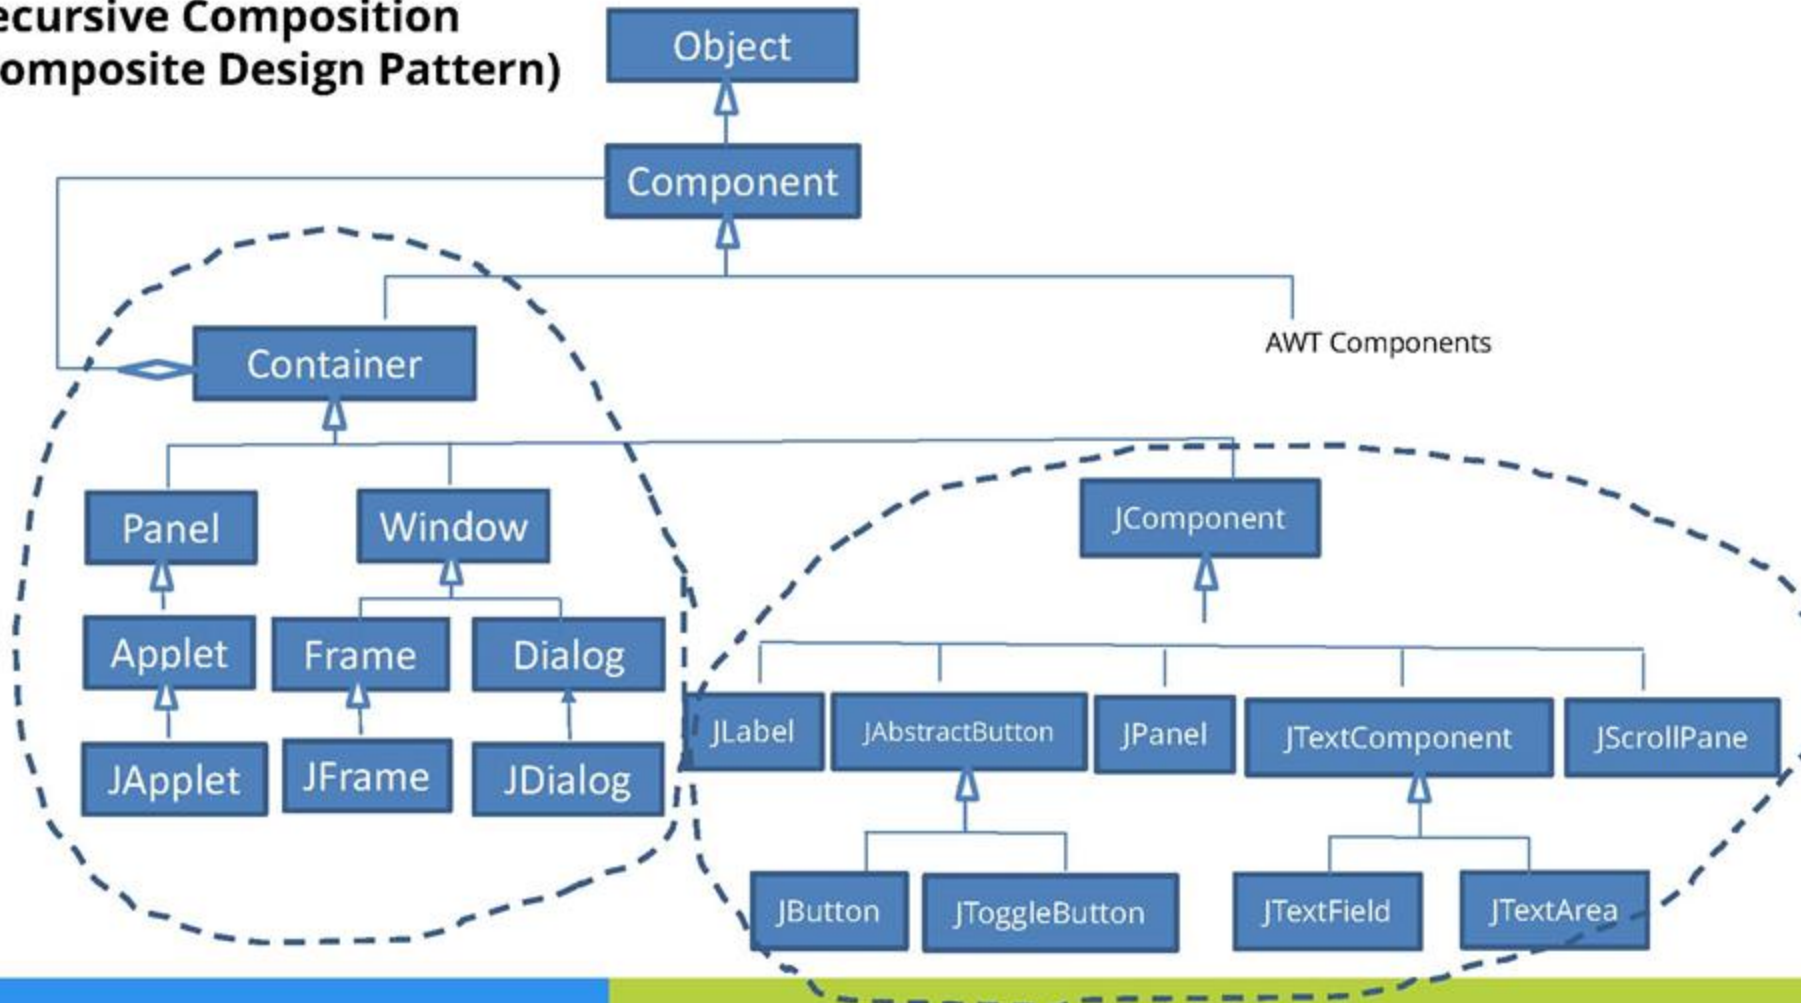 ecursive Composition
omposite Design Pattern)
Object
Component
AWT Components
Container
Panel
Window
JComponent
Applet
Frame
Dialog
JLabel
JAbstractButton
JPanel
JTextComponent
JScrollPane
JApplet
JFrame
JDialog
JButton
JToggleButton
JTextField
JTextArea